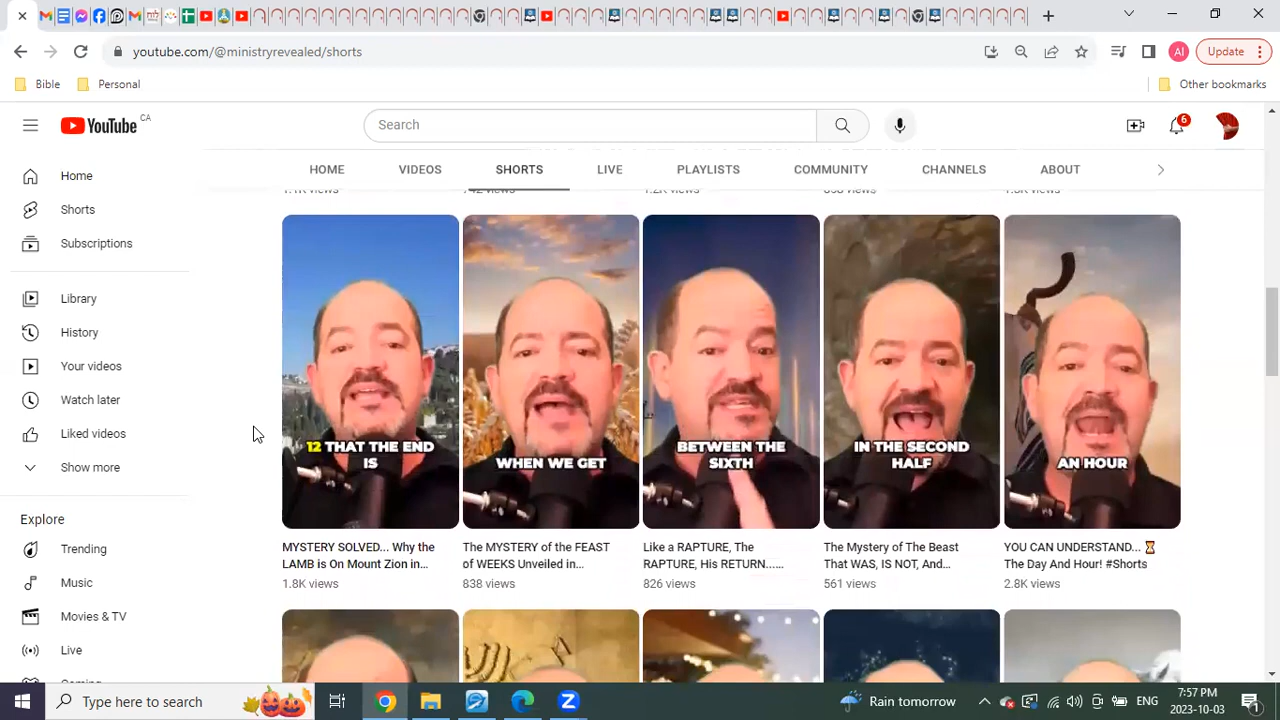 youtube.com/@ministryrevealed/shorts
AI
Update
Bible
Personal
Other bookmarks
YouTube CA
Search
6
HOME
VIDEOS
SHORTS
LIVE
PLAYLISTS
COMMUNITY
CHANNELS
ABOUT
Home
Shorts
Subscriptions
Library
History
Your videos
Watch later
Liked videos
Show more
Explore
Trending
Music
Movies & TV
Live
12 THAT THE END
IS
WHEN WE GET
BETWEEN THE
SIXTH
IN THE SECOND
HALF
AN HOUR
MYSTERY SOLVED... Why the
LAMB is On Mount Zion in...
1.8K views
The MYSTERY of the FEAST
of WEEKS Unveiled in...
838 views
Like a RAPTURE, The
RAPTURE, His RETURN......
826 views
The Mystery of The Beast
That WAS, IS NOT, And...
561 views
YOU CAN UNDERSTAND... ⏳
The Day And Hour! #Shorts
2.8K views
Type here to search
Rain tomorrow
ENG
7:57 PM
2023-10-03
1